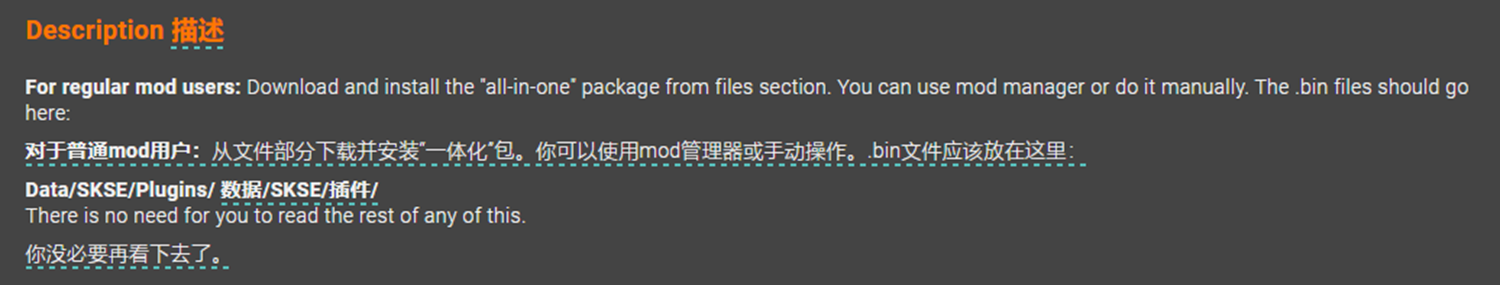 Description 描述
For regular mod users: Download and install the "all-in-one" package from files section. You can use mod manager or do it manually. The .bin files should go
here:
对于普通mod用户：从文件部分下载并安装"一体化"包。你可以使用mod管理器或手动操作。.bin文件应该放在这里：
Data/SKSE/Plugins/ 数据/SKSE/插件/
There is no need for you to read the rest of any of this.
你没必要再看下去了。